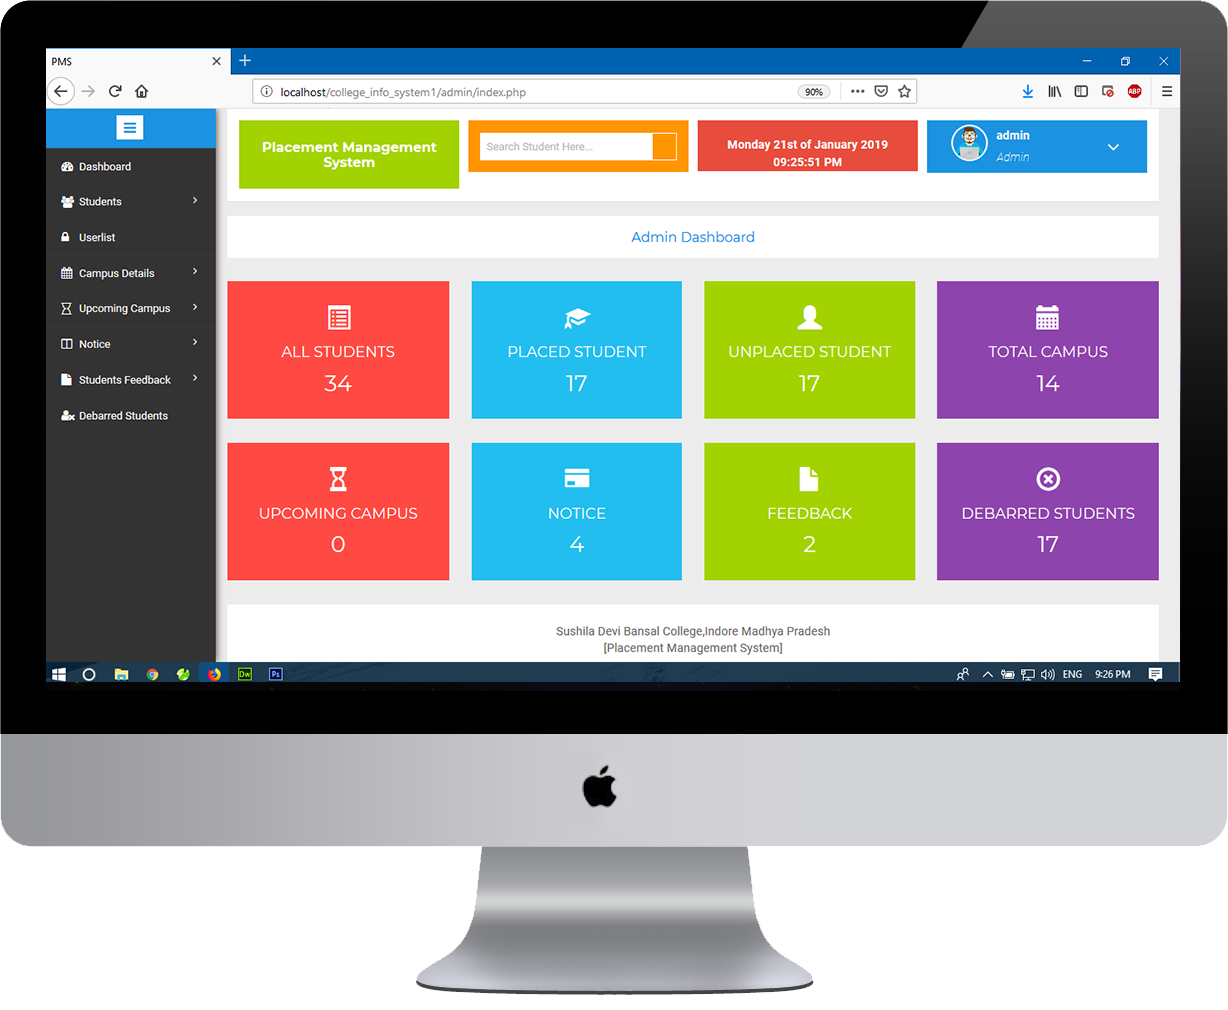 PMS
localhost/college_info_system1/admin/index.php
90%
ABP
Placement Management
System
Search Student Here...
Monday 21st of January 2019
09:25:51 PM
admin
Admin
Dashboard
Students
Userlist
Campus Details
Upcoming Campus
Notice
Students Feedback
Debarred Students
Admin Dashboard
ALL STUDENTS
34
PLACED STUDENT
17
UNPLACED STUDENT
17
TOTAL CAMPUS
14
UPCOMING CAMPUS
0
NOTICE
4
FEEDBACK
2
DEBARRED STUDENTS
17
Sushila Devi Bansal College,Indore Madhya Pradesh
[Placement Management System]
Dw
Ps
ENG
9:26 PM